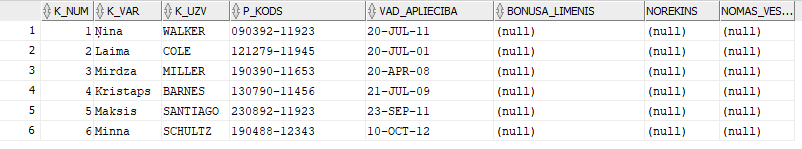 K_NUM K_VAR K_UZV P_KODS VAD_APLIECIBA BONUSA_LIMENIS NOREKINS NOMAS_VES...
1 1 Nina WALKER 090392-11923 20-JUL-11 (null) (null) (null)
2 2 Laima COLE 121279-11945 20-JUL-01 (null) (null) (null)
3 3 Mirdza MILLER 190390-11653 20-APR-08 (null) (null) (null)
4 4 Kristaps BARNES 130790-11456 21-JUL-09 (null) (null) (null)
5 5 Maksis SANTIAGO 230892-11923 23-SEP-11 (null) (null) (null)
6 6 Minna SCHULTZ 190488-12343 10-OCT-12 (null) (null) (null)